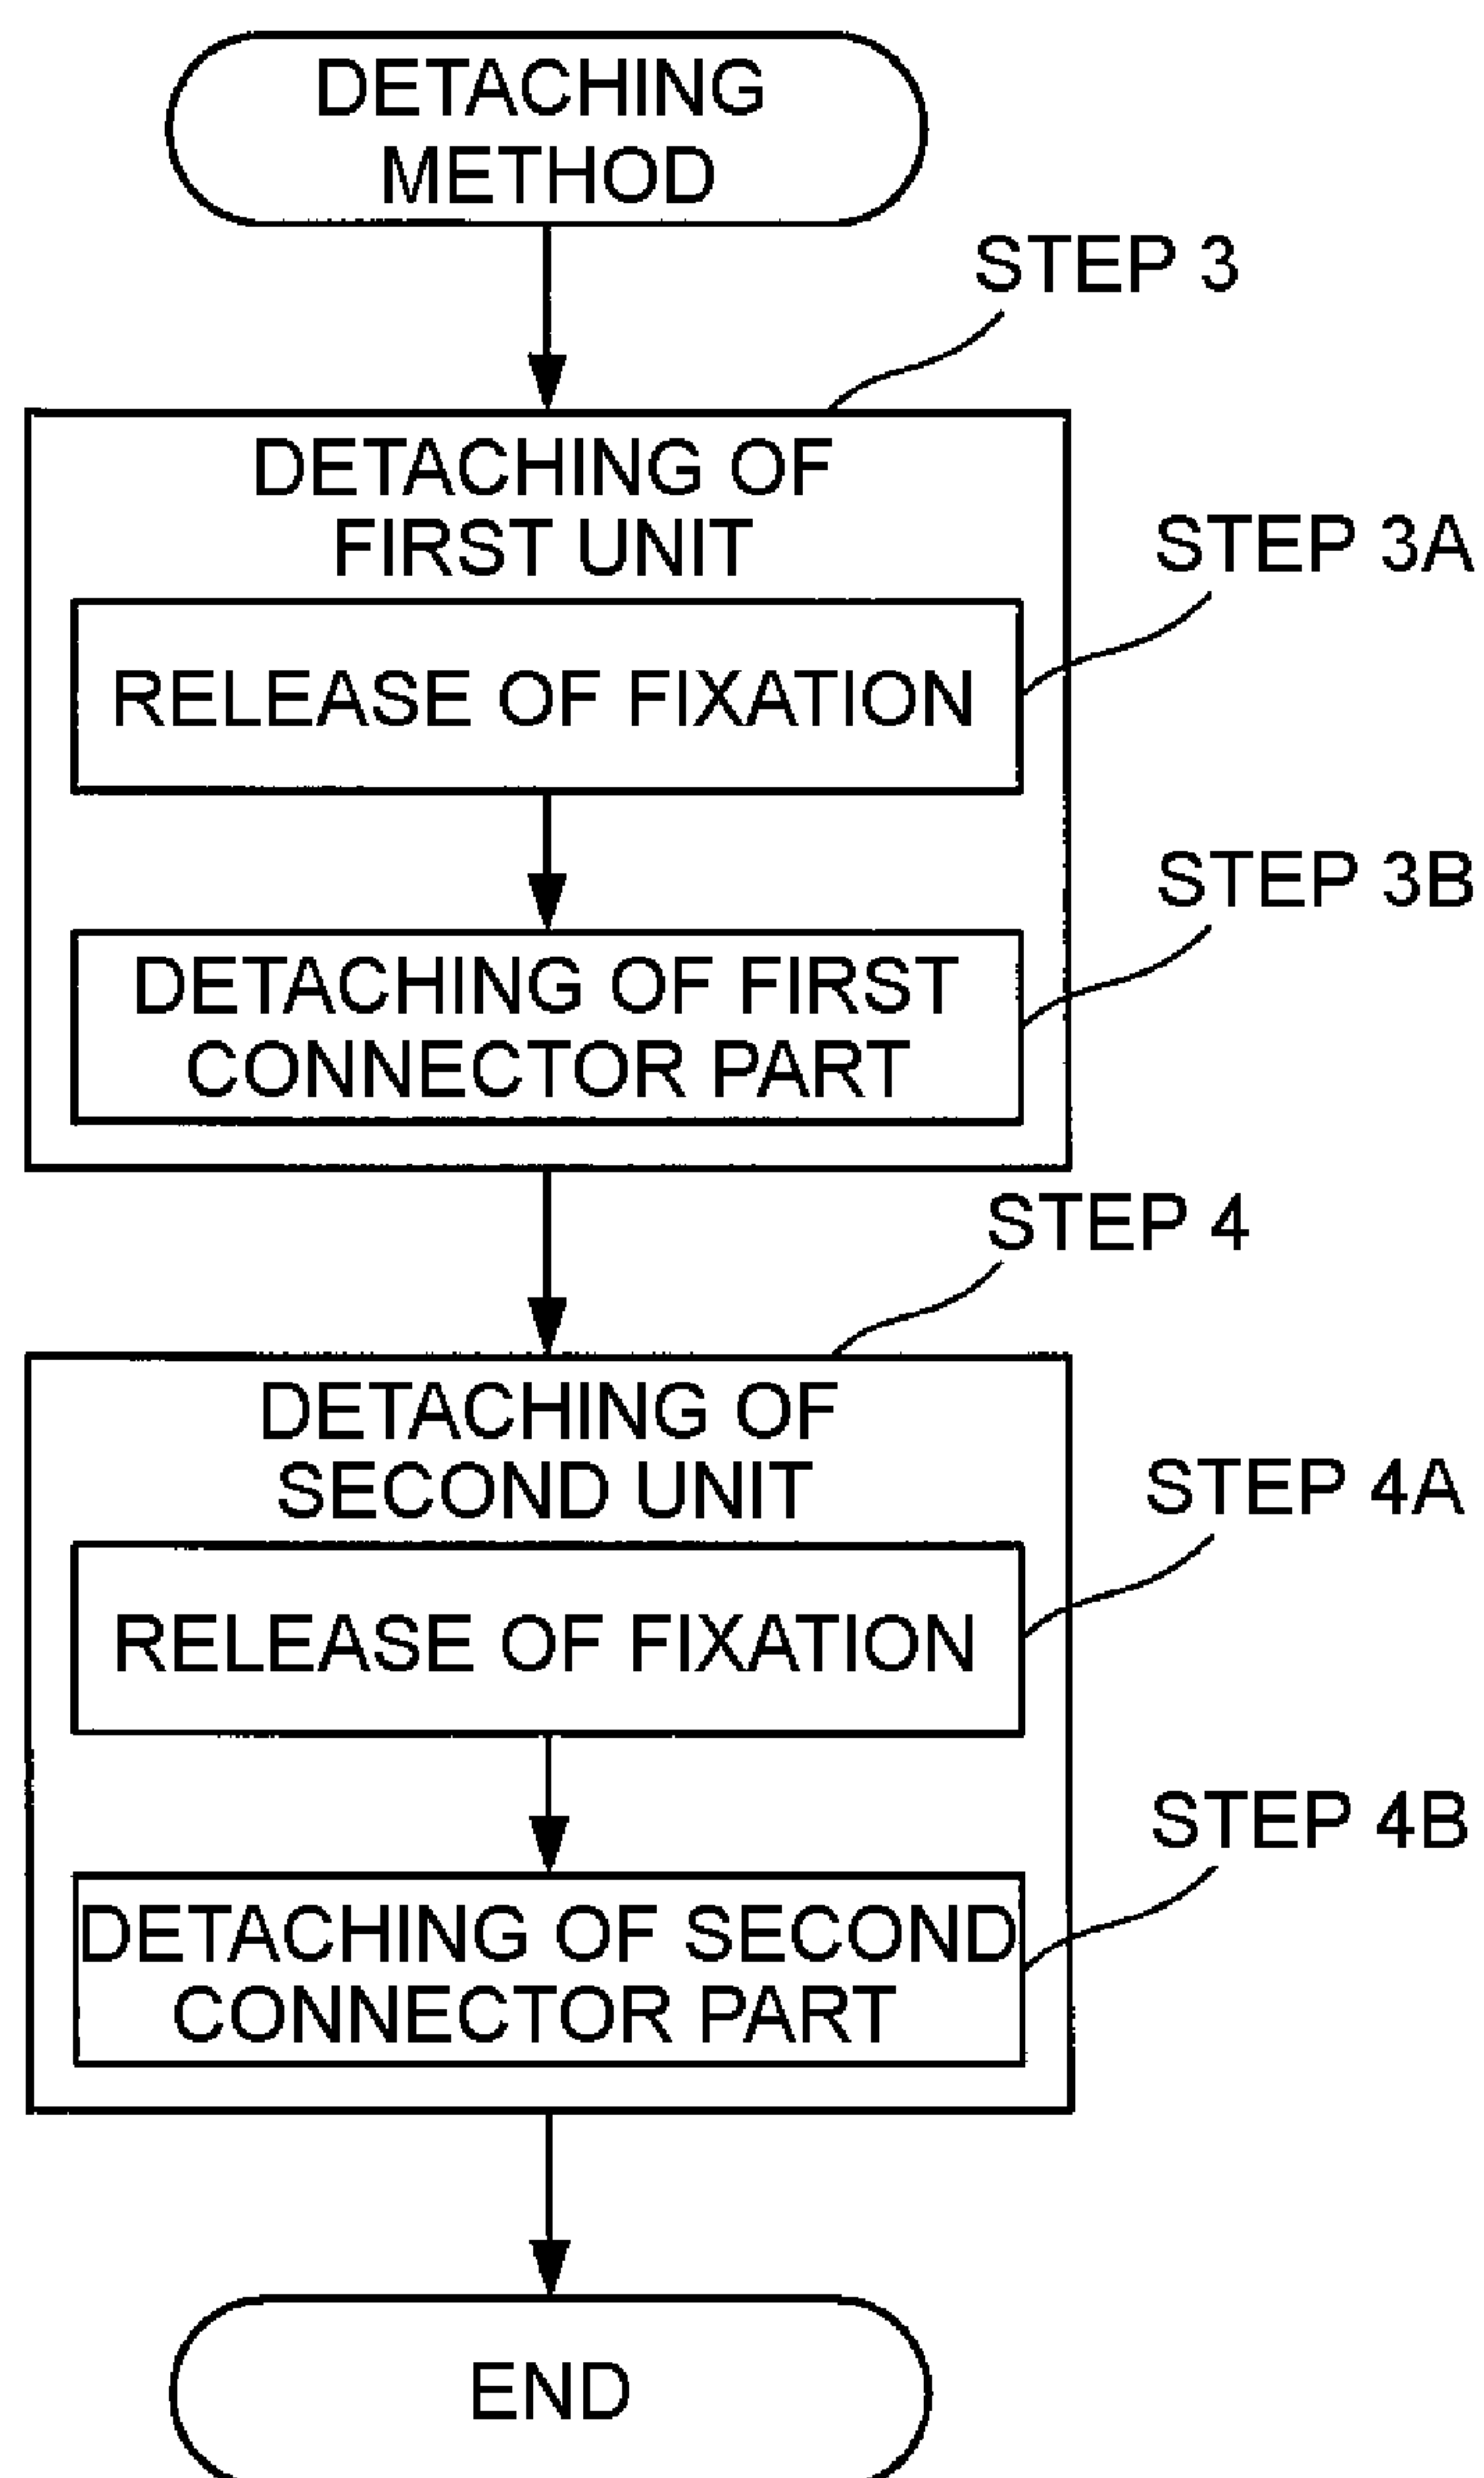 DETACHING
METHOD
STEP 3
DETACHING OF
FIRST UNIT
STEP 3A
RELEASE OF FIXATION
STEP 3B
DETACHING OF FIRST
CONNECTOR PART
STEP 4
DETACHING OF
SECOND UNIT
STEP 4A
RELEASE OF FIXATION
STEP 4B
DETACHING OF SECOND
CONNECTOR PART
END